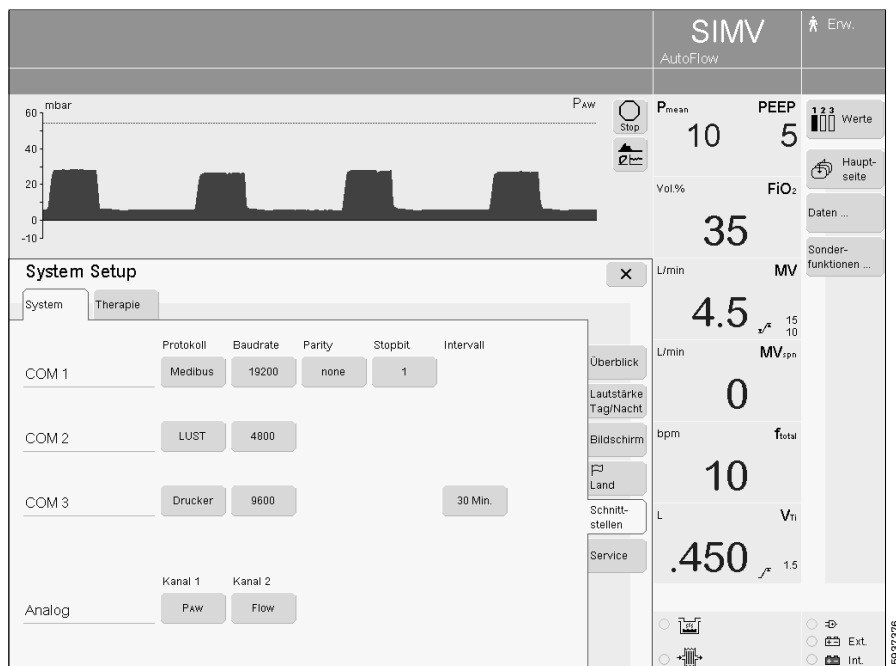 SIMV
AutoFlow
Erw.
mbar
60
40
20
0
-10
PAW
Stop
Pmean PEEP
10 5
Vol.% FiO2
35
L/min MV
4.5 15
10
L/min MVspn
0
bpm ftotal
10
L VTi
.450 1.5
1 2 3
Werte
Haupt-
seite
Daten ...
Sonder-
funktionen ...
System Setup
System Therapie
Protokoll Baudrate Parity Stopbit Intervall
COM 1 Medibus 19200 none 1
COM 2 LUST 4800
COM 3 Drucker 9600 30 Min.
Kanal 1 Kanal 2
Analog PAW Flow
Überblick
Lautstärke
Tag/Nacht
Bildschirm
Land
Schnitt-
stellen
Service
Ext.
Int.